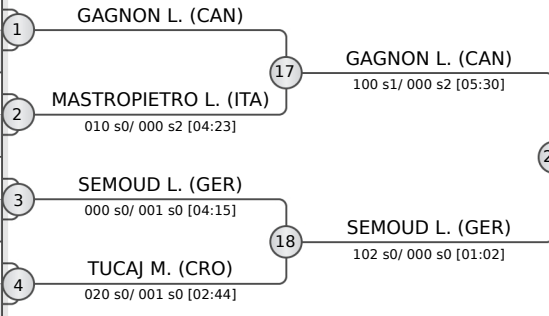 GAGNON L. (CAN)
1
17
GAGNON L. (CAN)
100 s1/ 000 s2 [05:30]
MASTROPIETRO L. (ITA)
2
010 s0/ 000 s2 [04:23]
SEMOUD L. (GER)
3
000 s0/ 001 s0 [04:15]
18
SEMOUD L. (GER)
102 s0/ 000 s0 [01:02]
TUCAJ M. (CRO)
4
020 s0/ 001 s0 [02:44]